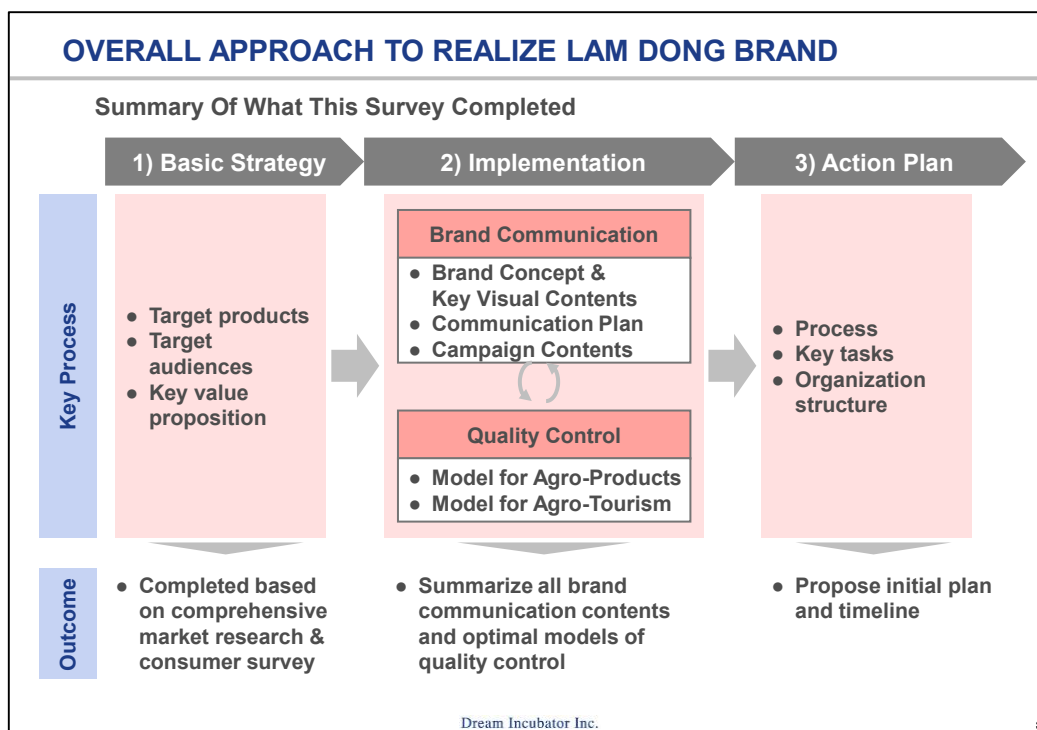 OVERALL APPROACH TO REALIZE LAM DONG BRAND
Summary Of What This Survey Completed
1) Basic Strategy
2) Implementation
3) Action Plan
Key Process
● Target products
● Target
audiences
● Key value
proposition
Brand Communication
● Brand Concept &
Key Visual Contents
● Communication Plan
● Campaign Contents
Quality Control
● Model for Agro-Products
● Model for Agro-Tourism
● Process
● Key tasks
● Organization
structure
Outcome
● Completed based
on comprehensive
market research &
consumer survey
● Summarize all brand
communication contents
and optimal models of
quality control
● Propose initial plan
and timeline
Dream Incubator Inc.